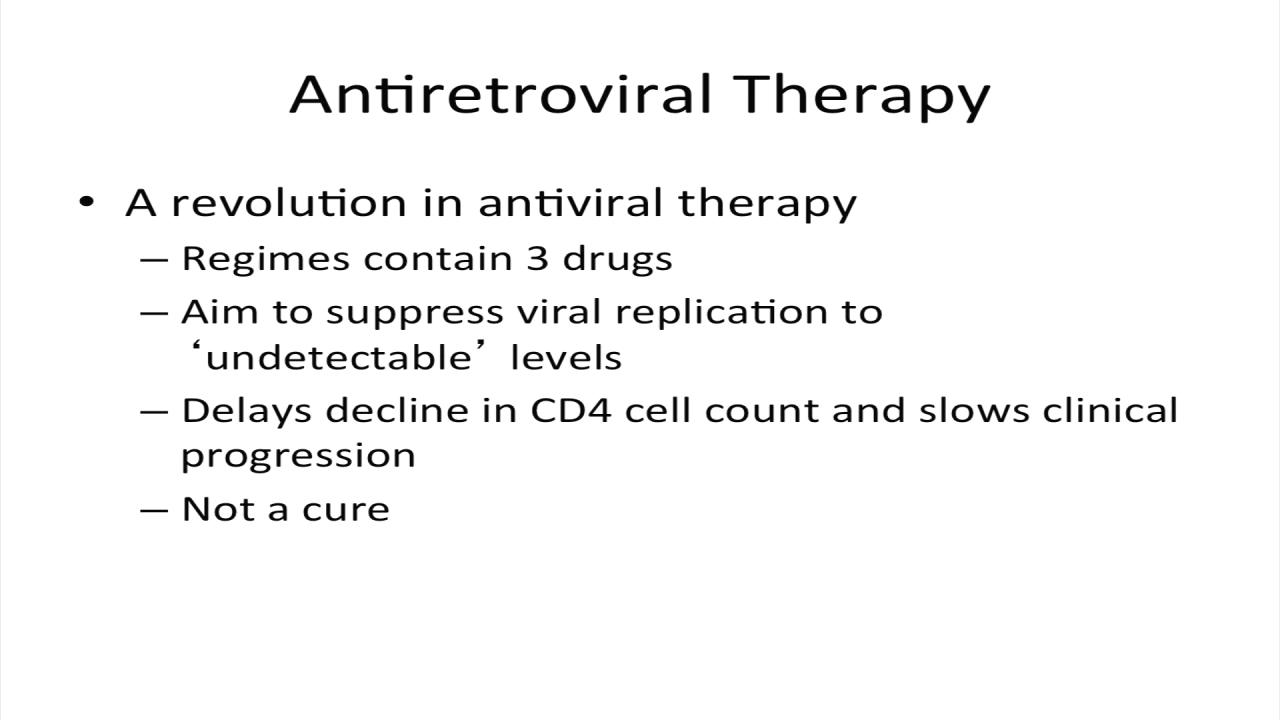 Antiretroviral Therapy
• A revolution in antiviral therapy
– Regimes contain 3 drugs
– Aim to suppress viral replication to
‘undetectable’ levels
– Delays decline in CD4 cell count and slows clinical
progression
– Not a cure